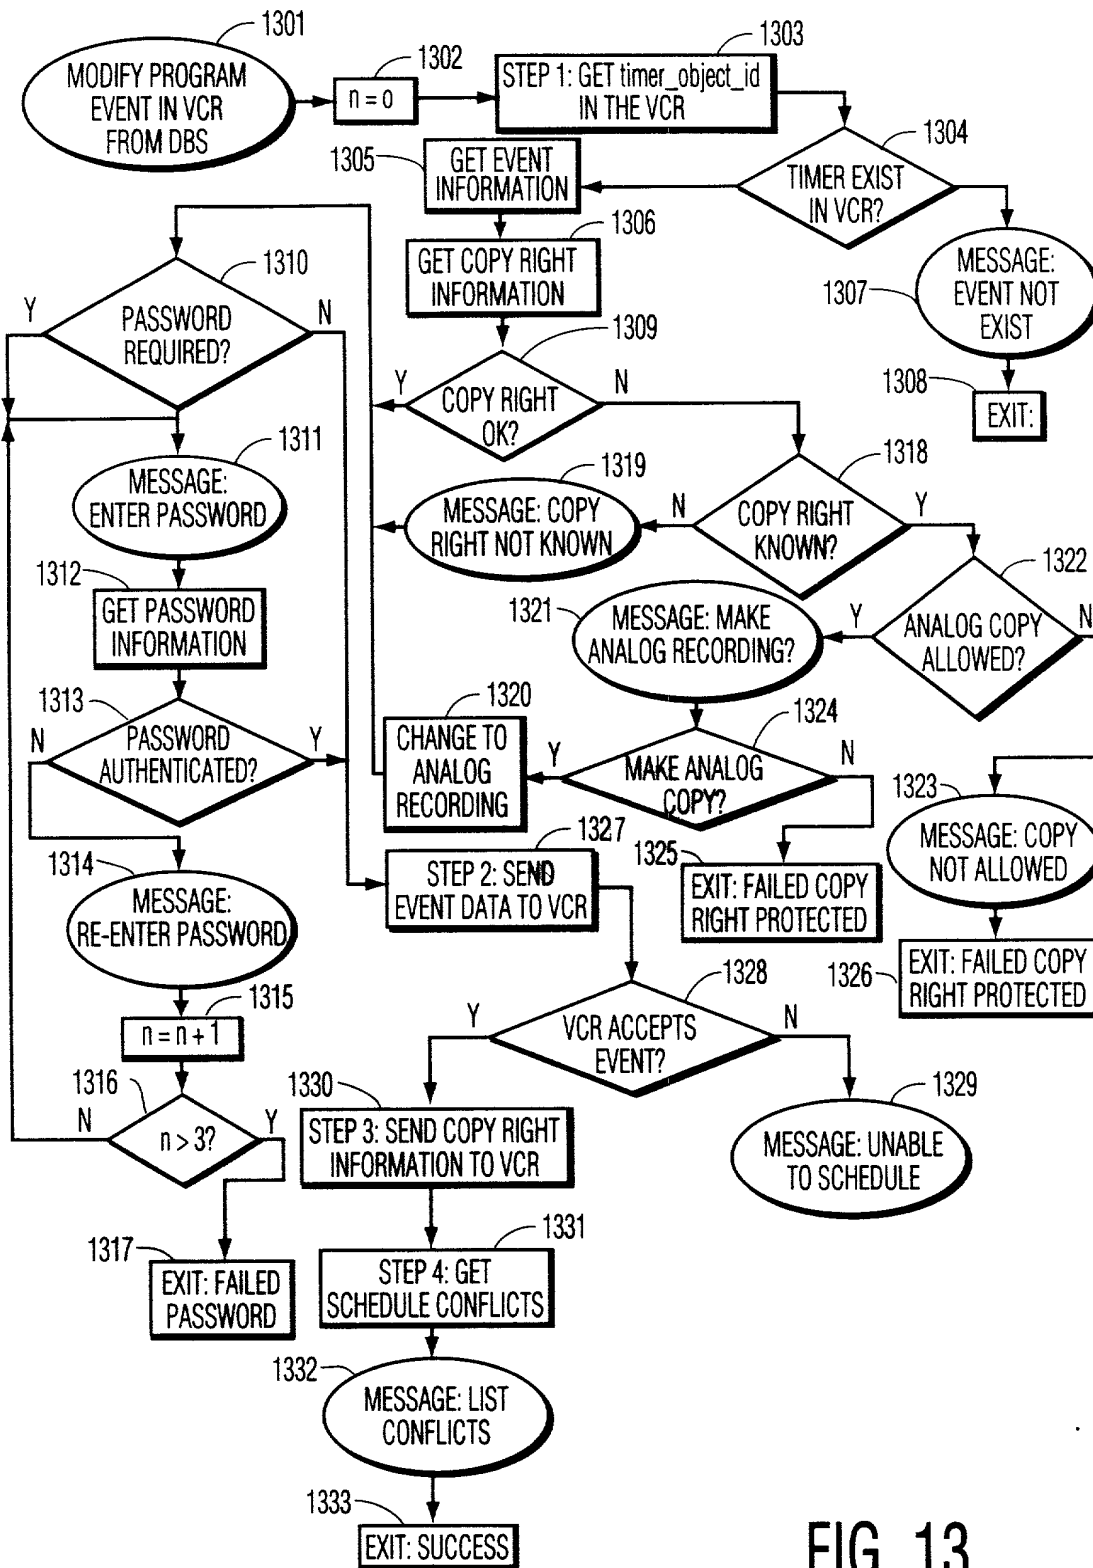 1301
MODIFY PROGRAM
EVENT IN VCR
FROM DBS
1302
n = o
1303
STEP 1: GET timer_object_id
IN THE VCR
1304
TIMER EXIST
IN VCR?
1305
GET EVENT
INFORMATION
1306
GET COPY RIGHT
INFORMATION
1307
MESSAGE:
EVENT NOT
EXIST
1308
EXIT:
1309
COPY RIGHT
OK?
Y
N
1310
PASSWORD
REQUIRED?
Y
N
1311
MESSAGE:
ENTER PASSWORD
1312
GET PASSWORD
INFORMATION
1313
PASSWORD
AUTHENTICATED?
N
Y
1314
MESSAGE:
RE-ENTER PASSWORD
1315
n = n + 1
1316
n > 3?
N
Y
1317
EXIT: FAILED
PASSWORD
1318
COPY RIGHT
KNOWN?
N
Y
1319
MESSAGE: COPY
RIGHT NOT KNOWN
1320
CHANGE TO
ANALOG
RECORDING
1321
MESSAGE: MAKE
ANALOG RECORDING?
1322
ANALOG COPY
ALLOWED?
Y
N
1323
MESSAGE: COPY
NOT ALLOWED
1324
MAKE ANALOG
COPY?
Y
N
1325
EXIT: FAILED COPY
RIGHT PROTECTED
1326
EXIT: FAILED COPY
RIGHT PROTECTED
1327
STEP 2: SEND
EVENT DATA TO VCR
1328
VCR ACCEPTS
EVENT?
Y
N
1329
MESSAGE: UNABLE
TO SCHEDULE
1330
STEP 3: SEND COPY RIGHT
INFORMATION TO VCR
1331
STEP 4: GET
SCHEDULE CONFLICTS
1332
MESSAGE: LIST
CONFLICTS
1333
EXIT: SUCCESS
FIG. 13